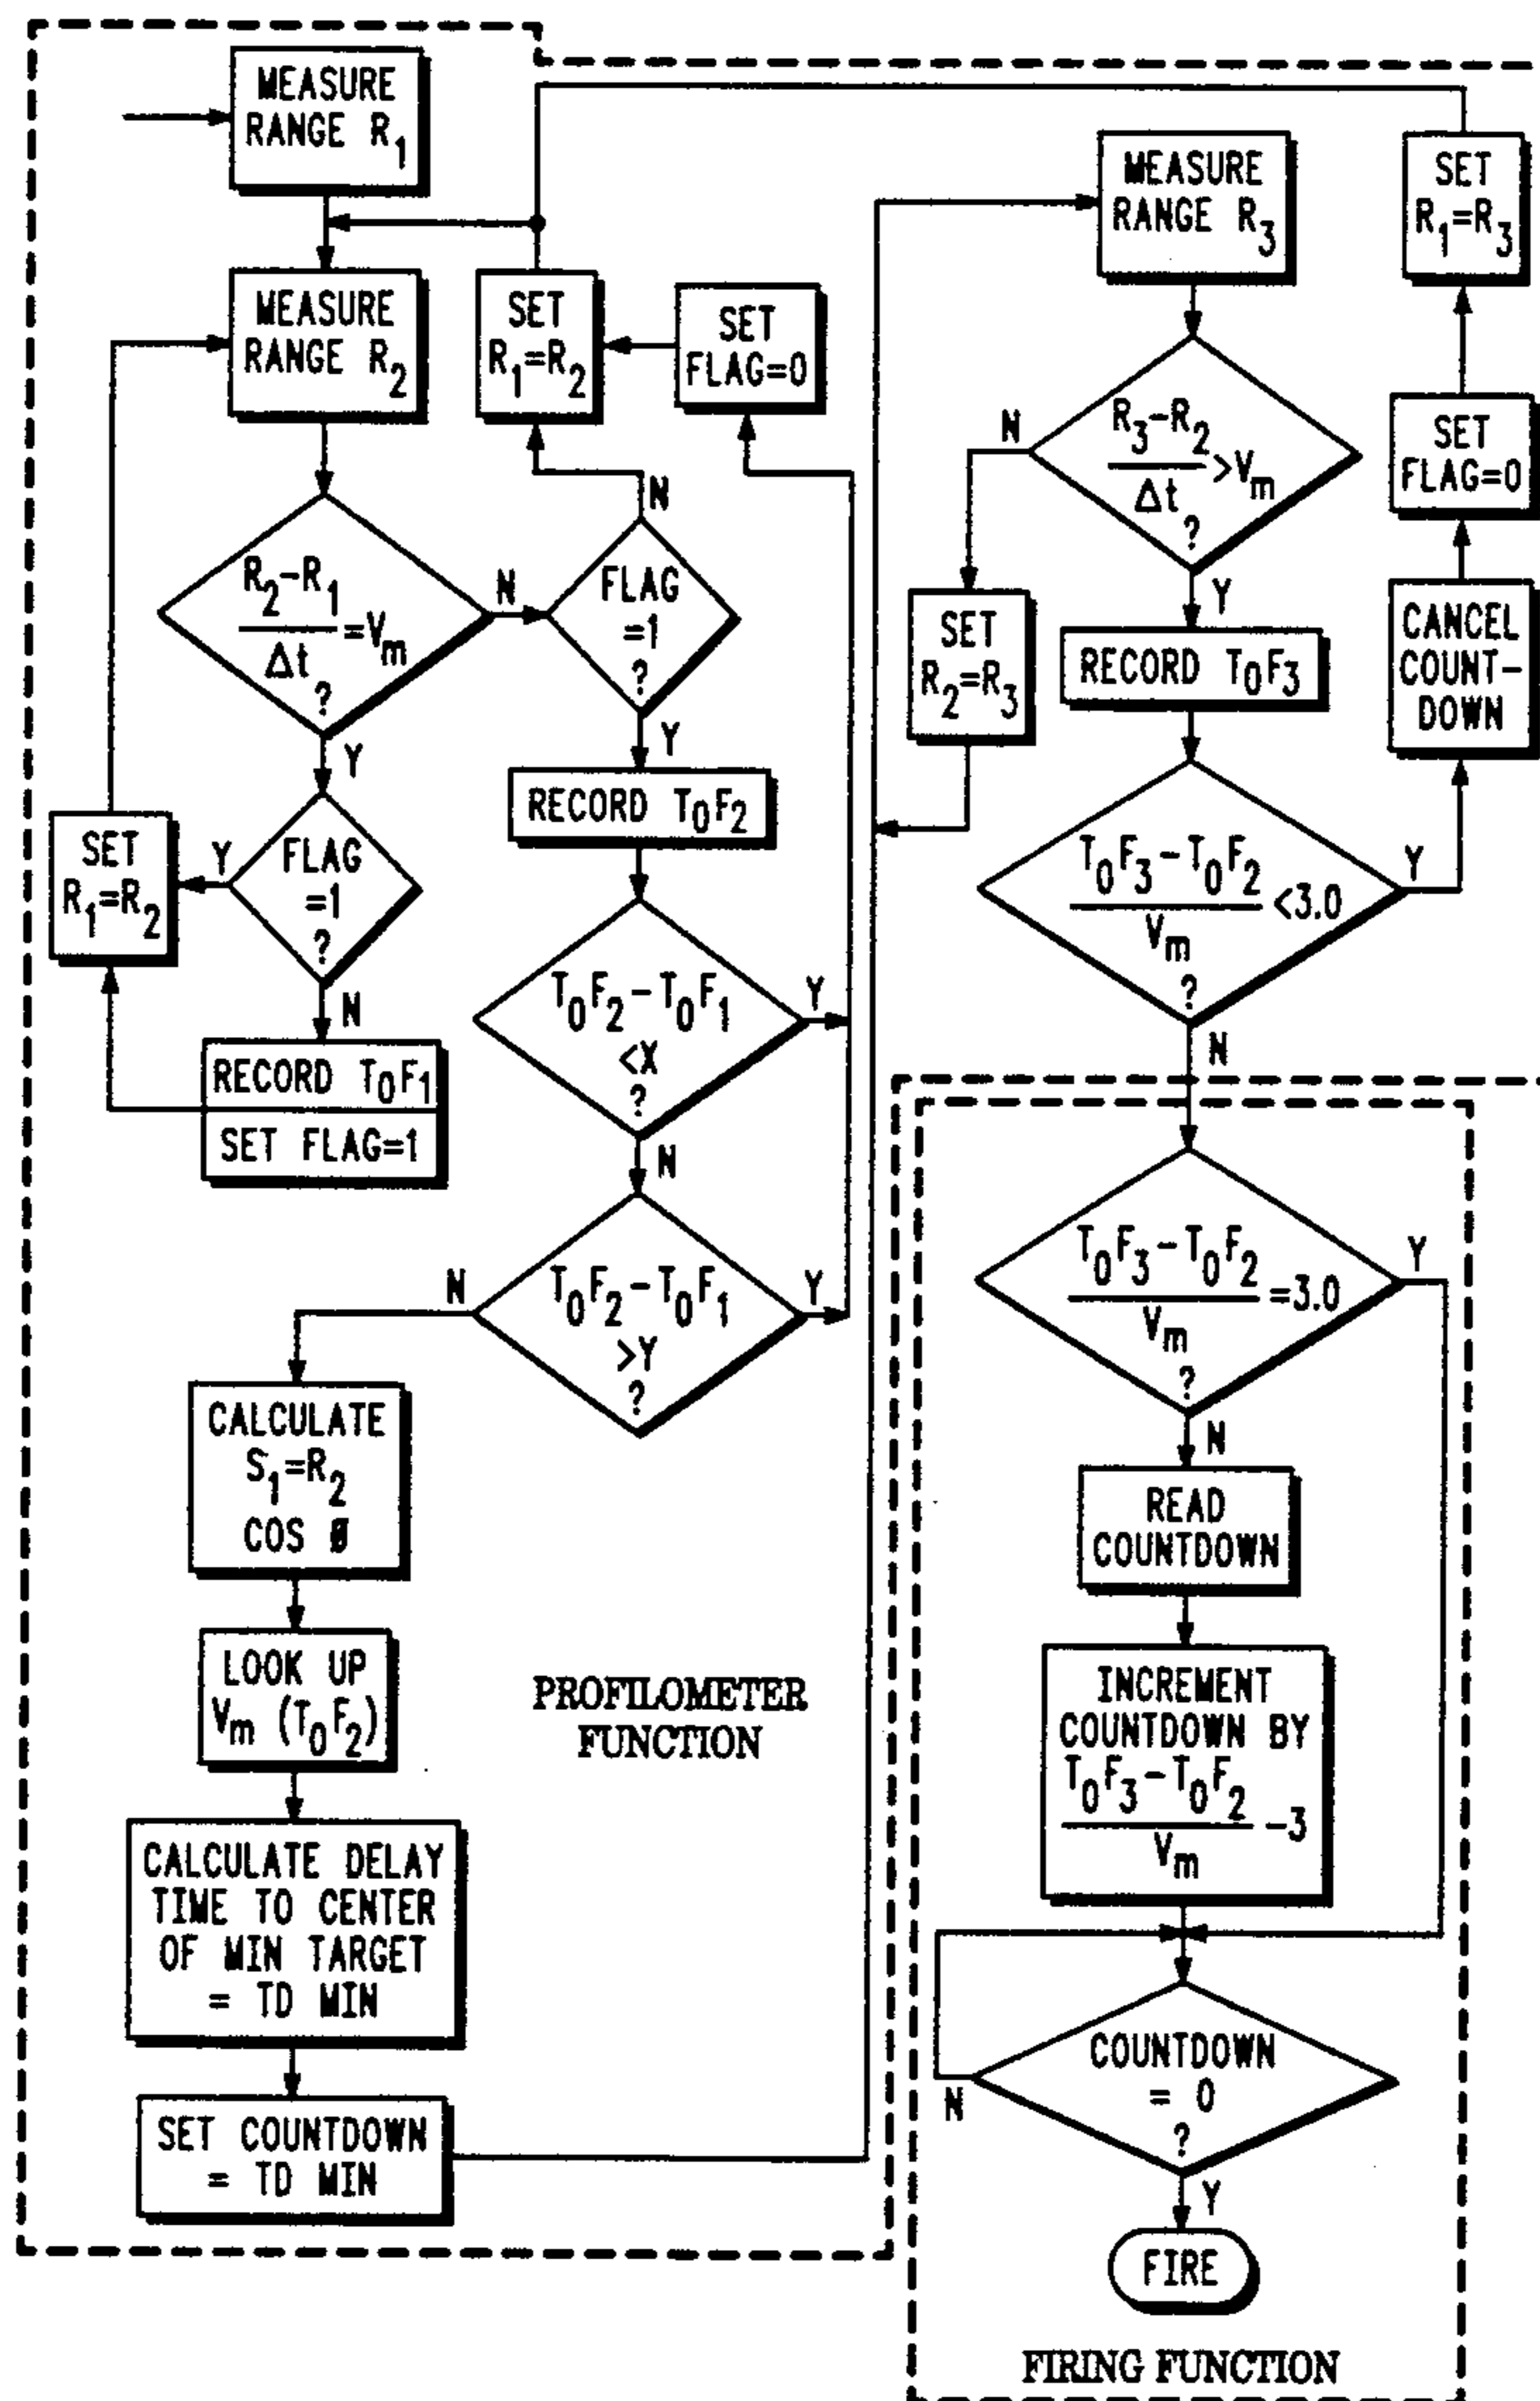 MEASURE
RANGE R1
MEASURE
RANGE R2
R2-R1
Δt
=Vm
?
N
Y
FLAG
=1
?
Y
N
SET
R1=R2
RECORD T0F1
SET FLAG=1
SET
R1=R2
SET
FLAG=0
N
FLAG
=1
?
Y
RECORD T0F2
T0F2-T0F1
<X
?
Y
N
T0F2-T0F1
>Y
?
Y
N
CALCULATE
S1=R2
COS Ø
LOOK UP
Vm (T0F2)
CALCULATE DELAY
TIME TO CENTER
OF MIN TARGET
= TD MIN
SET COUNTDOWN
= TD MIN
PROFILOMETER
FUNCTION
MEASURE
RANGE R3
R3-R2
Δt
>Vm
?
N
Y
SET
R2=R3
RECORD T0F3
T0F3-T0F2
Vm
<3.0
?
Y
N
CANCEL
COUNT-
DOWN
SET
FLAG=0
SET
R1=R3
T0F3-T0F2
Vm
=3.0
?
Y
N
READ
COUNTDOWN
INCREMENT
COUNTDOWN BY
T0F3-T0F2
Vm
-3
COUNTDOWN
= 0
?
N
Y
FIRE
FIRING FUNCTION